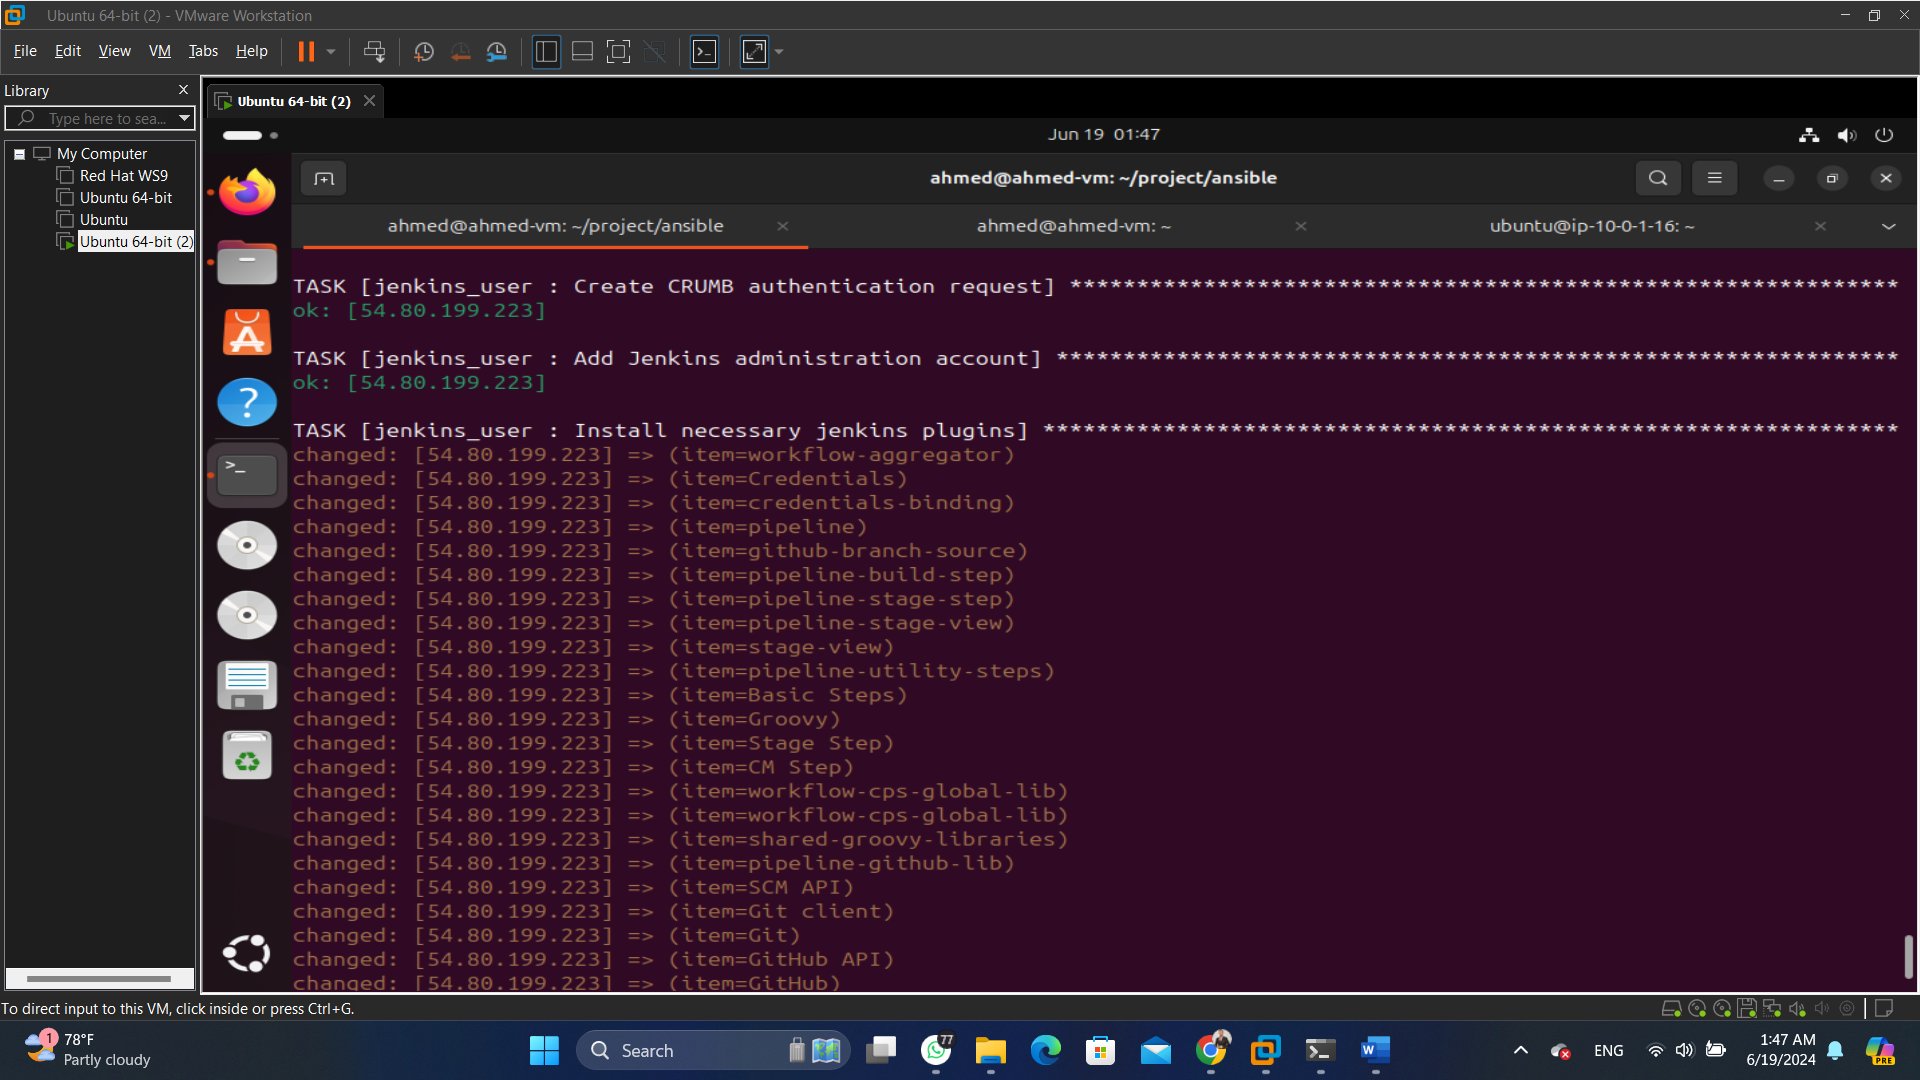 Ubuntu 64-bit (2) - VMware Workstation
File Edit View VM Tabs Help
Library
Type here to sea...
My Computer
Red Hat WS9
Ubuntu 64-bit
Ubuntu
Ubuntu 64-bit (2)
Ubuntu 64-bit (2)
Jun 19 01:47
ahmed@ahmed-vm: ~/project/ansible
ahmed@ahmed-vm: ~/project/ansible
ahmed@ahmed-vm: ~
ubuntu@ip-10-0-1-16: ~
TASK [jenkins_user : Create CRUMB authentication request] **************************************************************
ok: [54.80.199.223]
TASK [jenkins_user : Add Jenkins administration account] ***************************************************************
ok: [54.80.199.223]
TASK [jenkins_user : Install necessary jenkins plugins] ****************************************************************
changed: [54.80.199.223] => (item=workflow-aggregator)
changed: [54.80.199.223] => (item=Credentials)
changed: [54.80.199.223] => (item=credentials-binding)
changed: [54.80.199.223] => (item=pipeline)
changed: [54.80.199.223] => (item=github-branch-source)
changed: [54.80.199.223] => (item=pipeline-build-step)
changed: [54.80.199.223] => (item=pipeline-stage-step)
changed: [54.80.199.223] => (item=pipeline-stage-view)
changed: [54.80.199.223] => (item=stage-view)
changed: [54.80.199.223] => (item=pipeline-utility-steps)
changed: [54.80.199.223] => (item=Basic Steps)
changed: [54.80.199.223] => (item=Groovy)
changed: [54.80.199.223] => (item=Stage Step)
changed: [54.80.199.223] => (item=CM Step)
changed: [54.80.199.223] => (item=workflow-cps-global-lib)
changed: [54.80.199.223] => (item=workflow-cps-global-lib)
changed: [54.80.199.223] => (item=shared-groovy-libraries)
changed: [54.80.199.223] => (item=pipeline-github-lib)
changed: [54.80.199.223] => (item=SCM API)
changed: [54.80.199.223] => (item=Git client)
changed: [54.80.199.223] => (item=Git)
changed: [54.80.199.223] => (item=GitHub API)
changed: [54.80.199.223] => (item=GitHub)
To direct input to this VM, click inside or press Ctrl+G.
1
78°F
Partly cloudy
Search
77
ENG
1:47 AM
6/19/2024
PRE